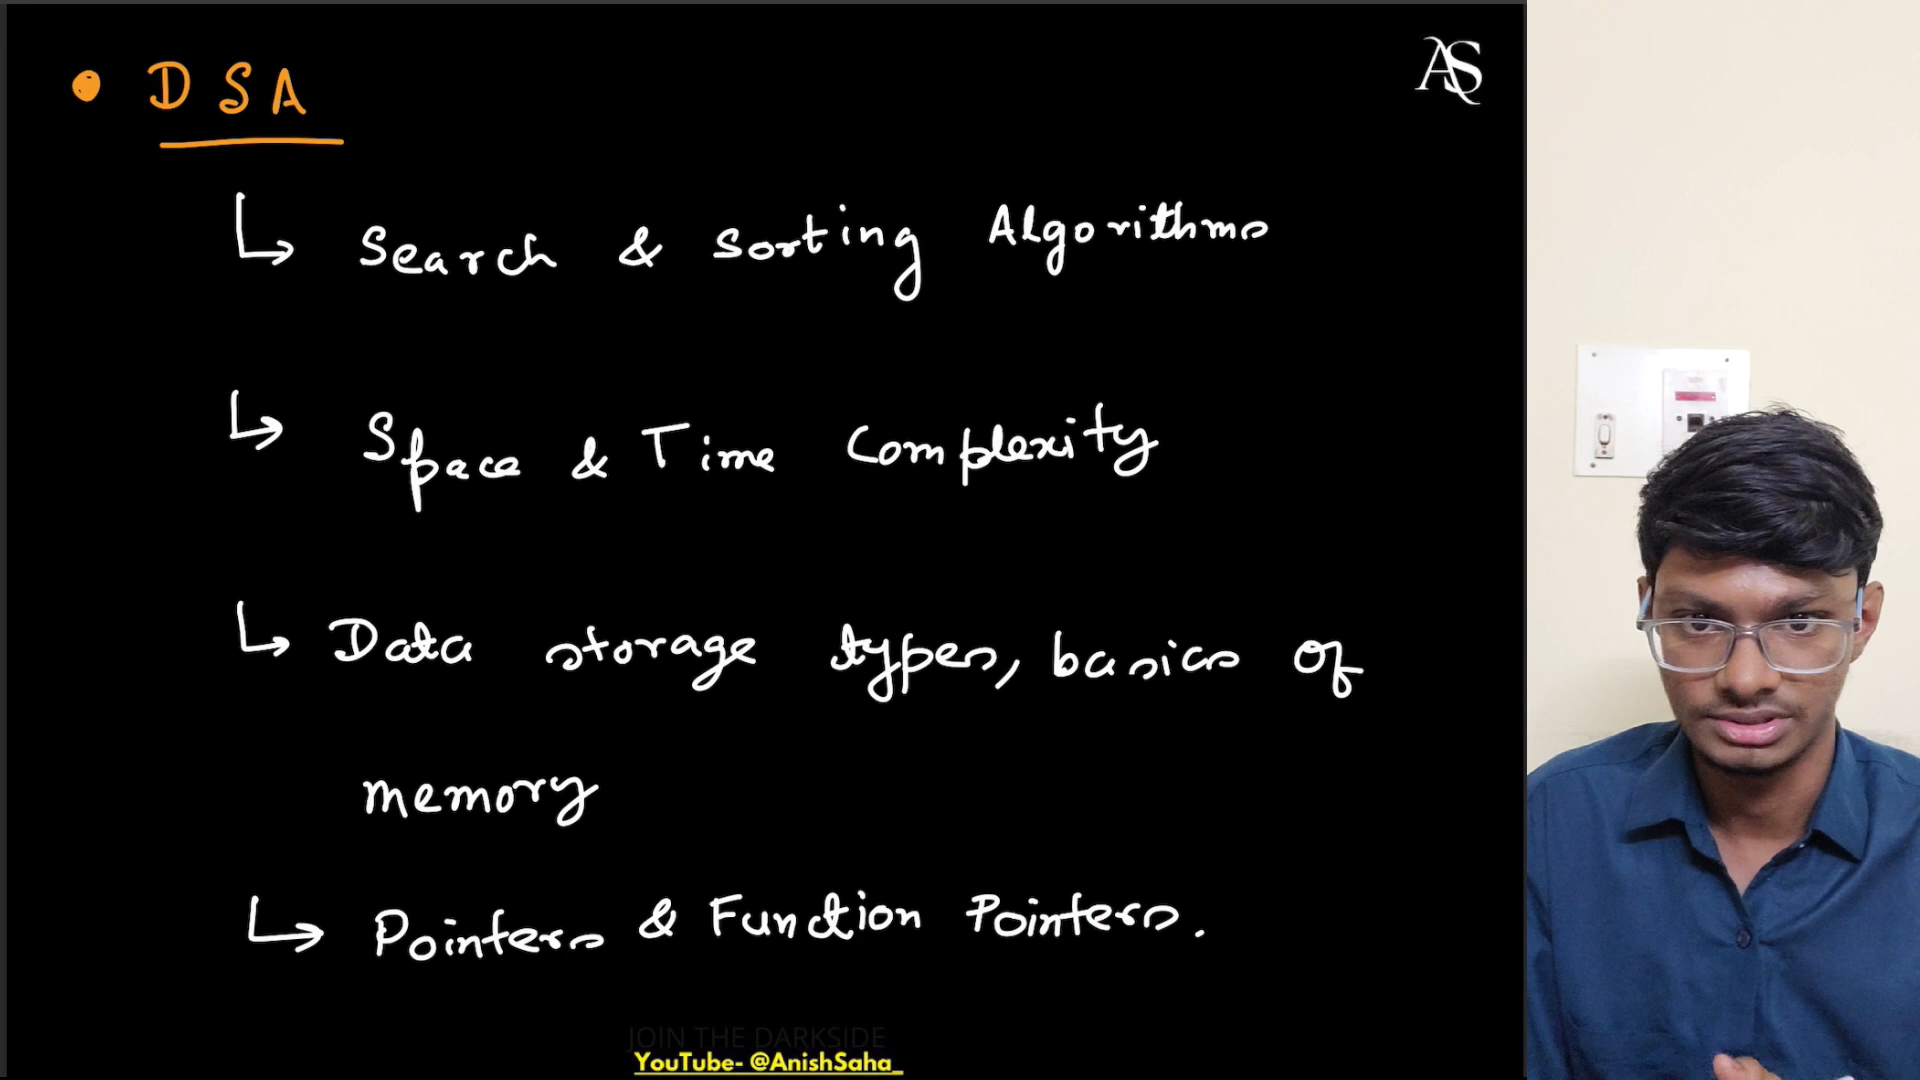 • DSA
AS
↳ Search & Sorting Algorithms
↳ Space & Time Complexity
↳ Data storage types, basics of
memory
↳ Pointers & Function Pointers.
JOIN THE DARKSIDE
YouTube- @AnishSaha_